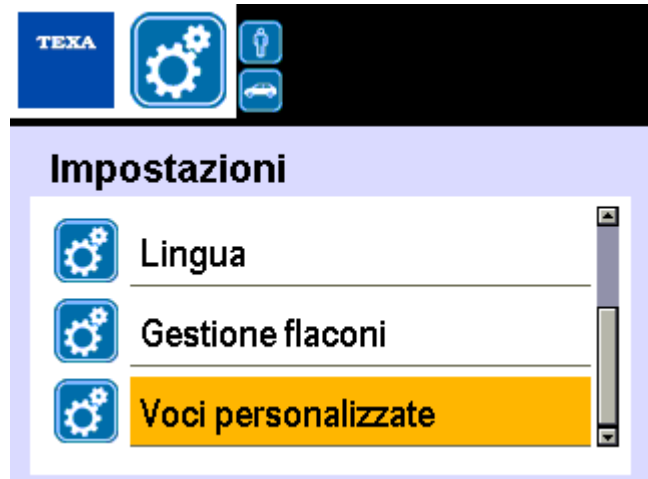 TEXA
Impostazioni
Lingua
Gestione flaconi
Voci personalizzate